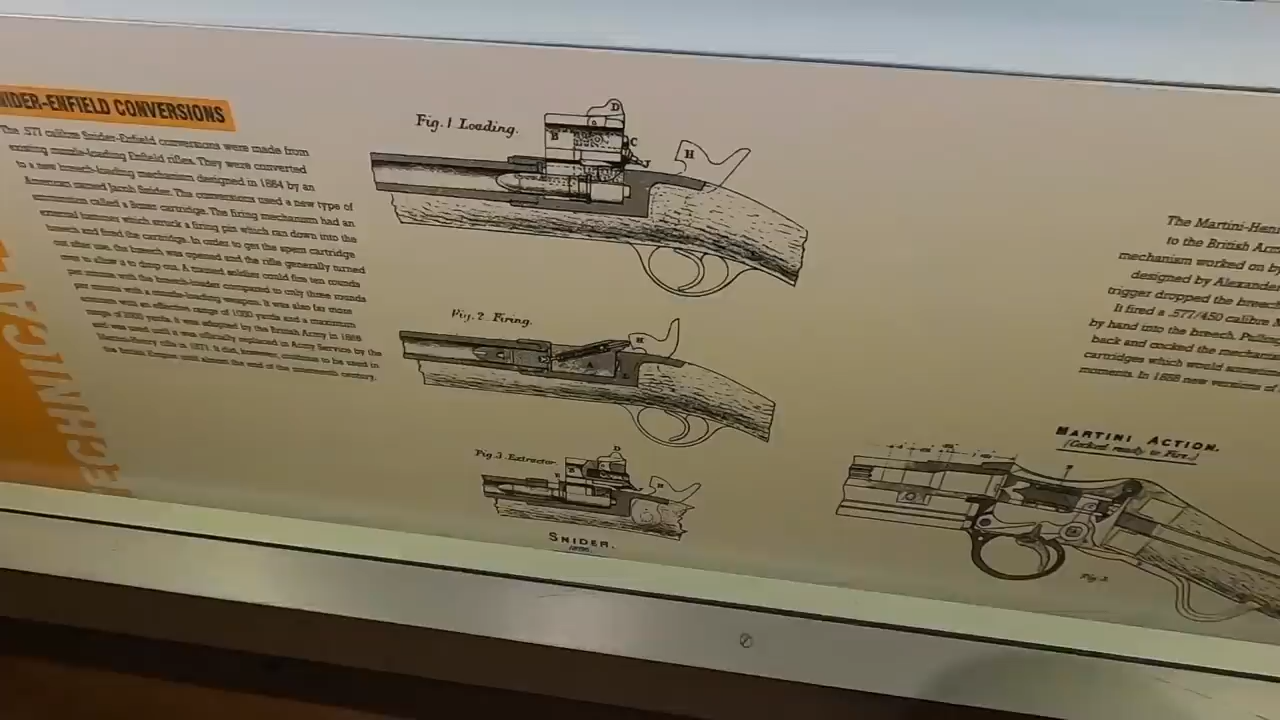 NIDER-ENFIELD CONVERSIONS
The .577 calibre Snider-Enfield conversions were made from
existing muzzle-loading Enfield rifles. They were converted
to a new breech-loading mechanism designed in 1864 by an
American named Jacob Snider. The conversions used a new type of
ammunition called a Boxer cartridge. The firing mechanism had an
external hammer which struck a firing pin which ran down into the
breech and fired the cartridge. In order to get the spent cartridge
out after use, the breech was opened and the rifle generally turned
over to allow it to drop out. A trained soldier could fire ten rounds
per minute with the breech-loader compared to only three rounds
per minute with a muzzle-loading weapon. It was also far more
with an effective range of 1000 yards and a maximum
range of yards. It was adopted by the British Army in 1866
and was used until it was officially replaced in Army Service by the
Martini-Henry rifle in 1871. It did, however, continue to be used in
the British Empire until almost the end of the nineteenth century.
Fig. 1 Loading.
D
B
C
H
Fig. 2. Firing.
H
A
Fig. 3. Extractor.
D
B
H
SNIDER.
The Martini-Hen
to the British Arm
mechanism worked on by
designed by Alexander
trigger dropped the breech
It fired a .577/450 calibre M
by hand into the breech. Pulling
back and cocked the mechanis
cartridges which would someti
moments. In 1888 new versions of
MARTINI ACTION.
(Cocked ready to Fire.)
Fig. 2.